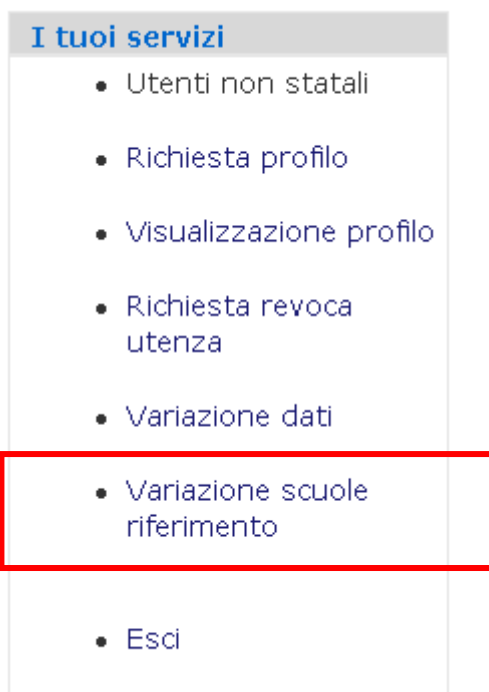 I tuoi servizi
Utenti non statali
Richiesta profilo
Visualizzazione profilo
Richiesta revoca
utenza
Variazione dati
Variazione scuole
riferimento
Esci